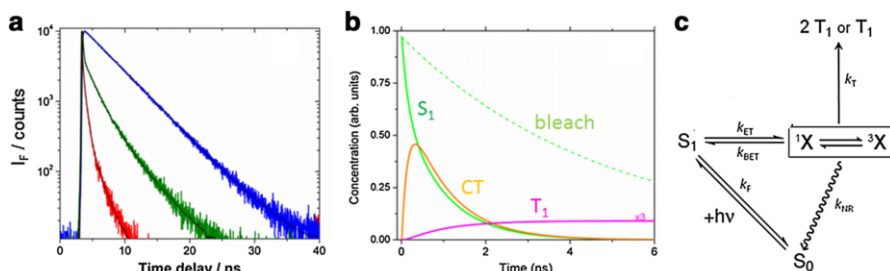 a
I_F / counts
10⁴
10³
10²
0 10 20 30 40
Time delay / ns
b
Concentration (arb. units)
1.00
0.75
0.50
0.25
0.00
S₁
bleach
CT
T₁
x3
0 2 4 6
Time (ns)
c
2 T₁ or T₁
k_T
S₁
k_ET
k_BET
¹X
³X
k_F
+hν
k_NR
S₀